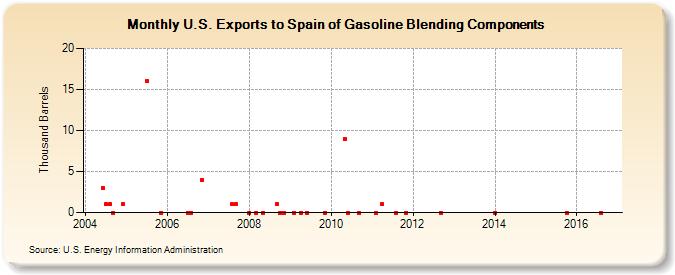 Monthly U.S. Exports to Spain of Gasoline Blending Components
Thousand Barrels
20
15
10
5
0
2004 2006 2008 2010 2012 2014 2016
Source: U.S. Energy Information Administration